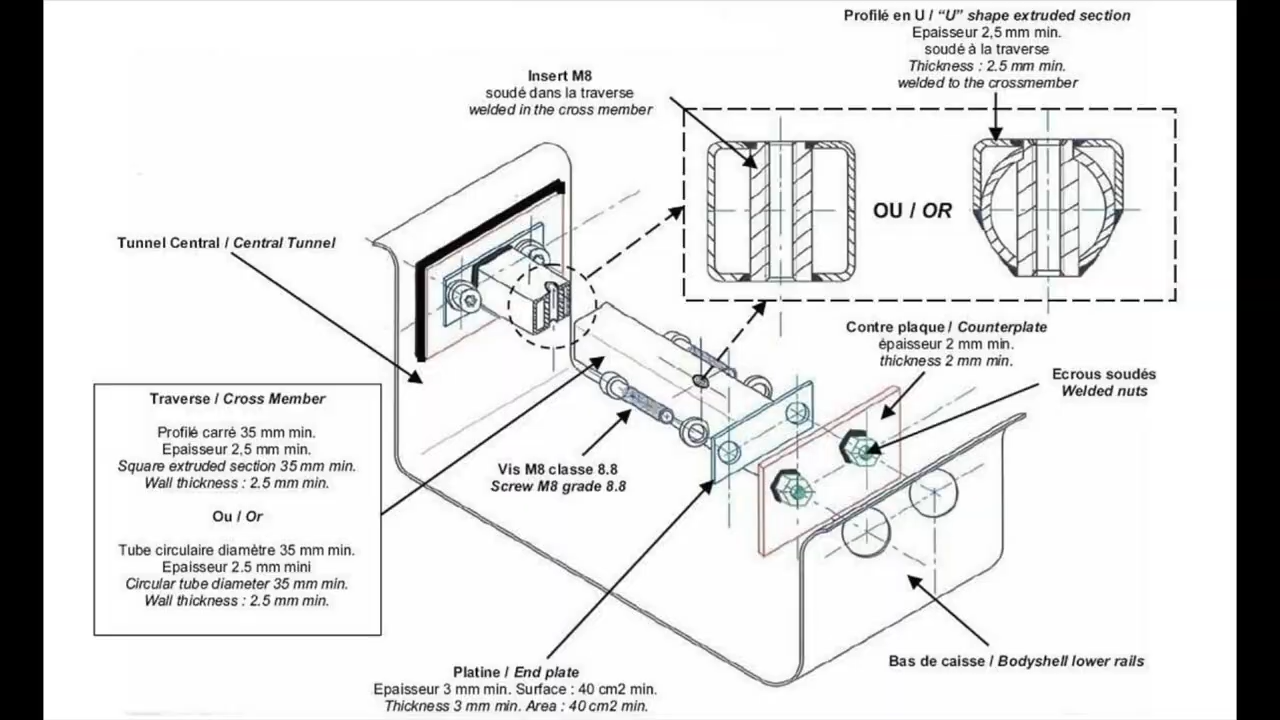 Profilé en U / “U” shape extruded section
Epaisseur 2,5 mm min.
soudé à la traverse
Thickness : 2.5 mm min.
welded to the crossmember
Insert M8
soudé dans la traverse
welded in the cross member
OU / OR
Tunnel Central / Central Tunnel
Contre plaque / Counterplate
épaisseur 2 mm min.
thickness 2 mm min.
Ecrous soudés
Welded nuts
Traverse / Cross Member
Profilé carré 35 mm min.
Epaisseur 2,5 mm min.
Square extruded section 35 mm min.
Wall thickness : 2.5 mm min.
Ou / Or
Tube circulaire diamètre 35 mm min.
Epaisseur 2.5 mm mini
Circular tube diameter 35 mm min.
Wall thickness : 2.5 mm min.
Vis M8 classe 8.8
Screw M8 grade 8.8
Platine / End plate
Epaisseur 3 mm min. Surface : 40 cm2 min.
Thickness 3 mm min. Area : 40 cm2 min.
Bas de caisse / Bodyshell lower rails